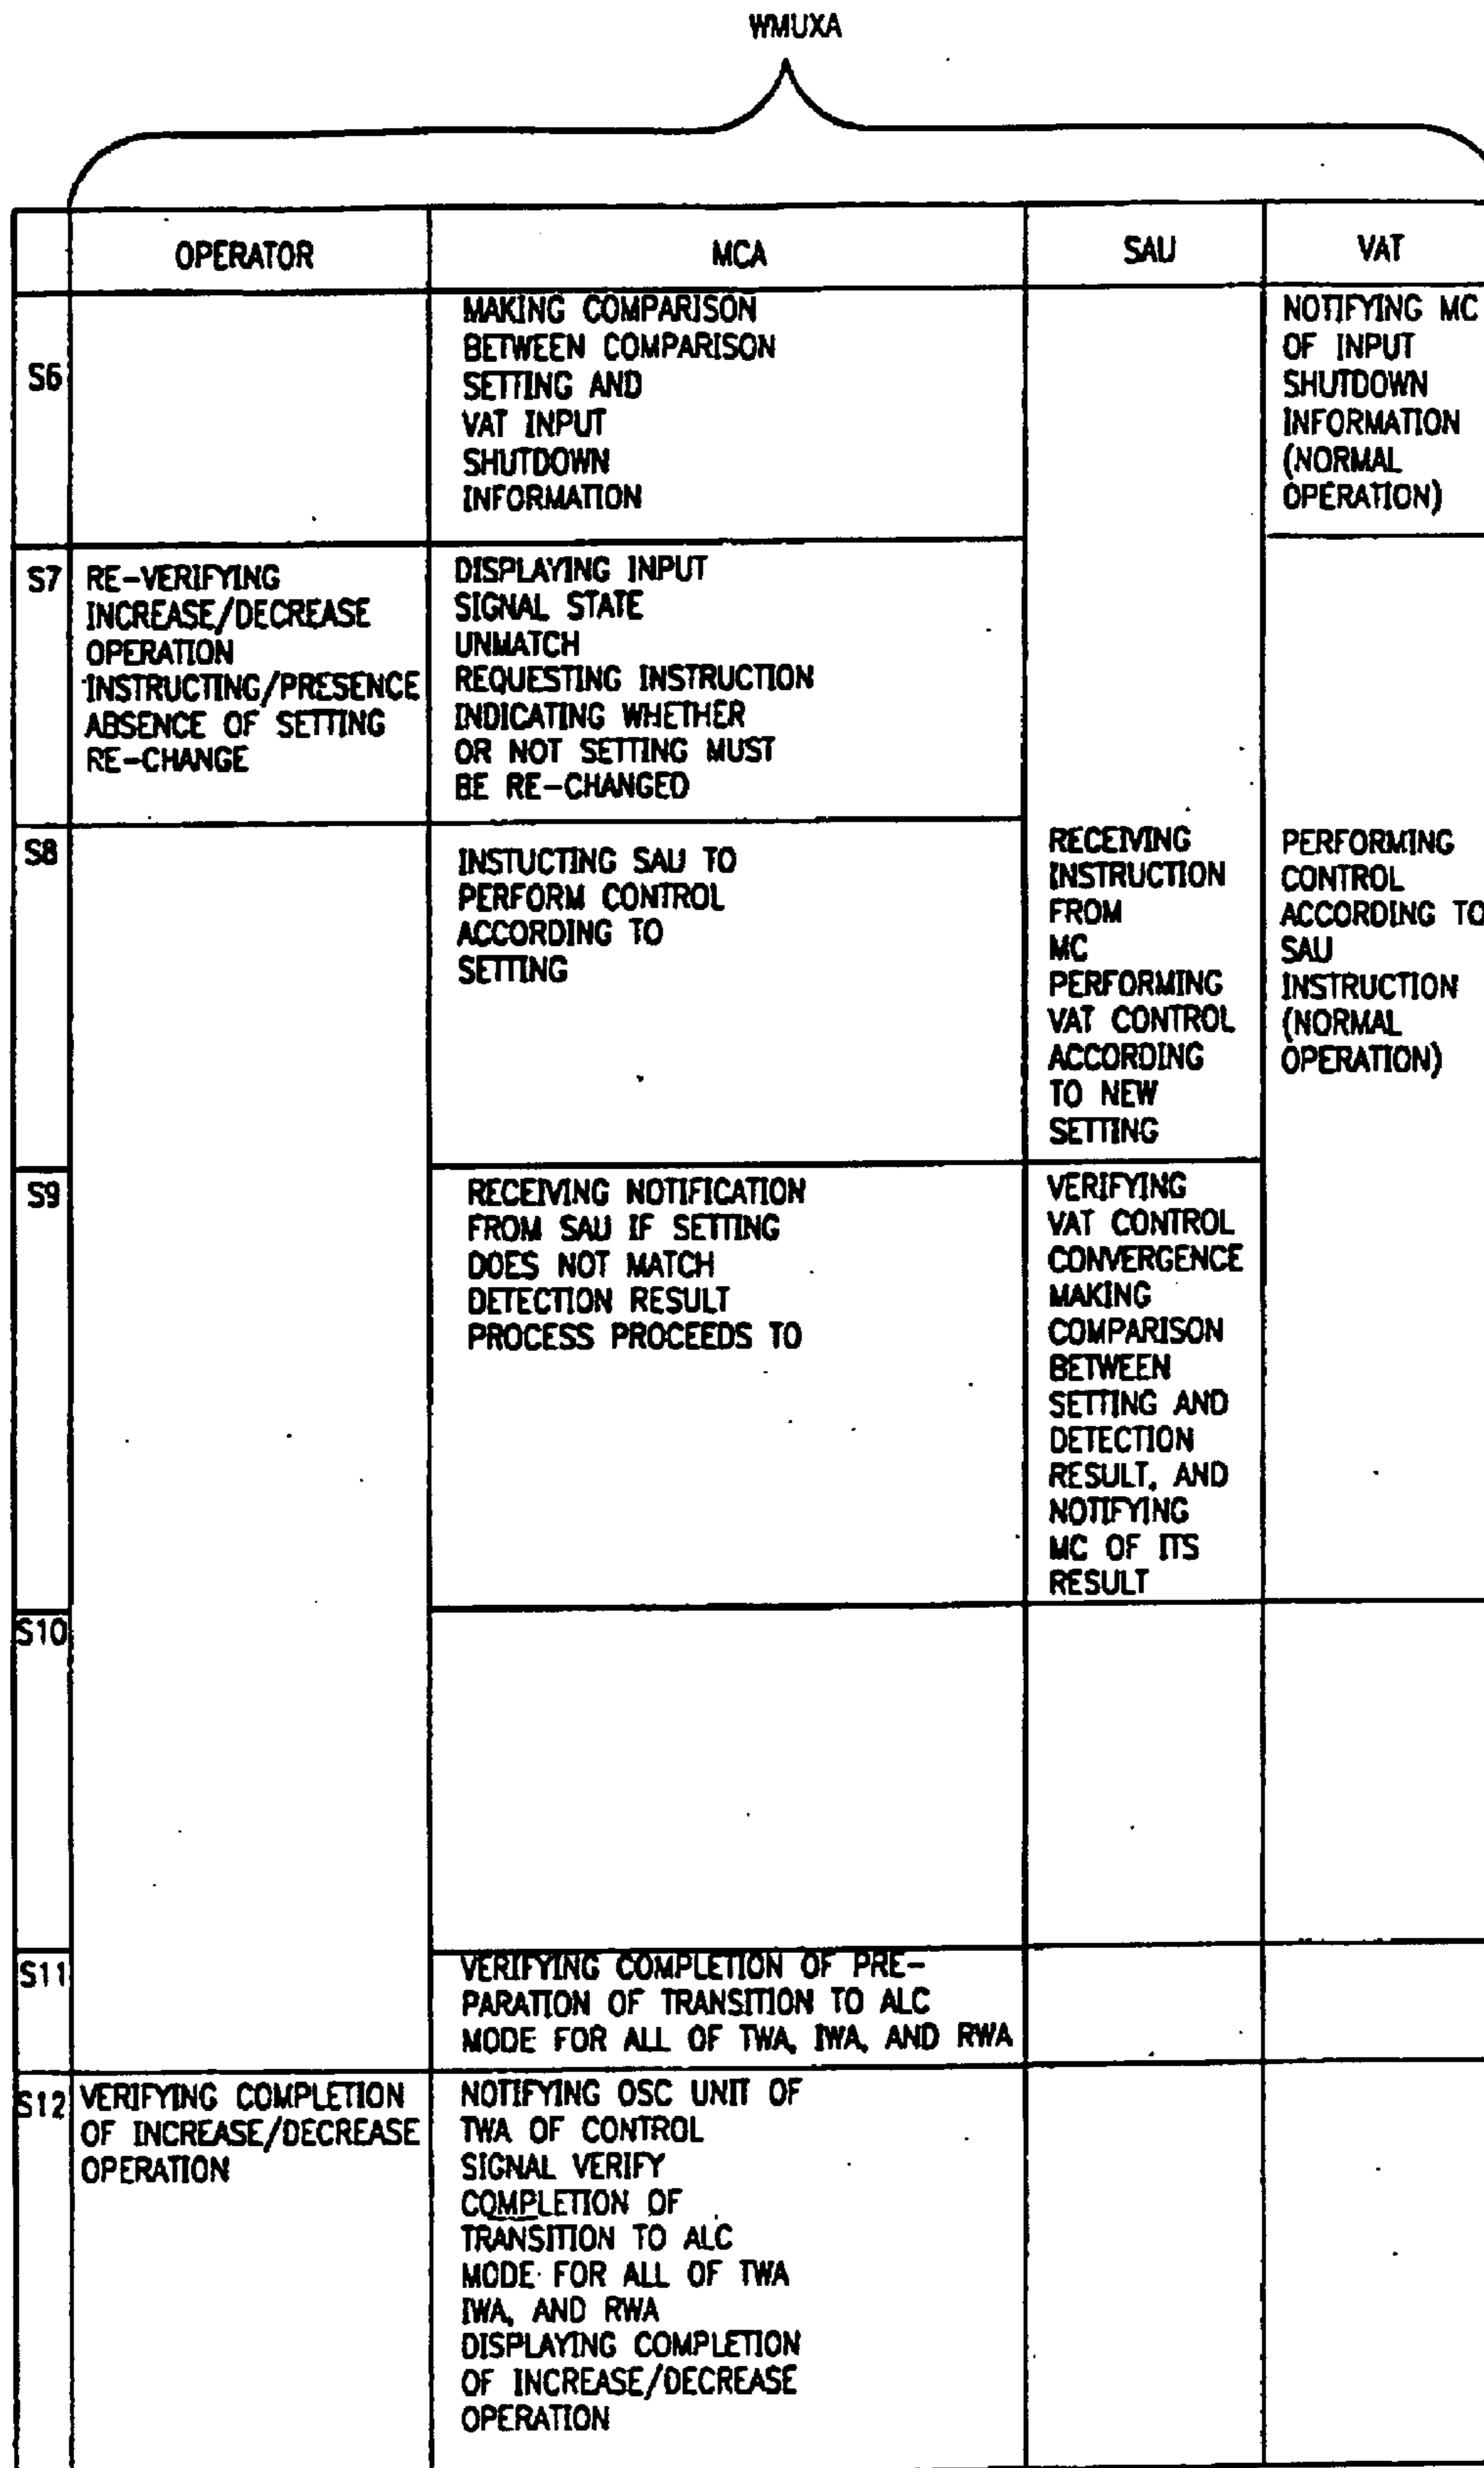 WMUXA
OPERATOR
MCA
SAU
VAT
S6
MAKING COMPARISON
BETWEEN COMPARISON
SETTING AND
VAT INPUT
SHUTDOWN
INFORMATION
NOTIFYING MC
OF INPUT
SHUTDOWN
INFORMATION
(NORMAL
OPERATION)
S7
RE-VERIFYING
INCREASE/DECREASE
OPERATION
INSTRUCTING/PRESENCE
ABSENCE OF SETTING
RE-CHANGE
DISPLAYING INPUT
SIGNAL STATE
UNMATCH
REQUESTING INSTRUCTION
INDICATING WHETHER
OR NOT SETTING MUST
BE RE-CHANGED
S8
INSTUCTING SAU TO
PERFORM CONTROL
ACCORDING TO
SETTING
RECEIVING
INSTRUCTION
FROM
MC
PERFORMING
VAT CONTROL
ACCORDING
TO NEW
SETTING
PERFORMING
CONTROL
ACCORDING TO
SAU
INSTRUCTION
(NORMAL
OPERATION)
S9
RECEIVING NOTIFICATION
FROM SAU IF SETTING
DOES NOT MATCH
DETECTION RESULT
PROCESS PROCEEDS TO
VERIFYING
VAT CONTROL
CONVERGENCE
MAKING
COMPARISON
BETWEEN
SETTING AND
DETECTION
RESULT, AND
NOTIFYING
MC OF ITS
RESULT
S10
S11
VERIFYING COMPLETION OF PRE-
PARATION OF TRANSITION TO ALC
MODE FOR ALL OF TWA, IWA, AND RWA
S12
VERIFYING COMPLETION
OF INCREASE/DECREASE
OPERATION
NOTIFYING OSC UNIT OF
TWA OF CONTROL
SIGNAL VERIFY
COMPLETION OF
TRANSITION TO ALC
MODE FOR ALL OF TWA
IWA, AND RWA
DISPLAYING COMPLETION
OF INCREASE/DECREASE
OPERATION